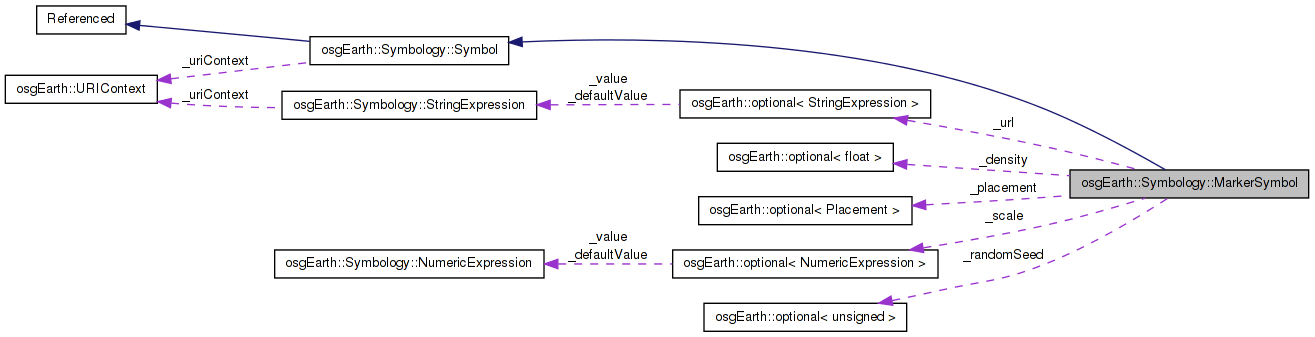 Referenced
osgEarth::Symbology::Symbol
_uriContext
osgEarth::URIContext
_uriContext
osgEarth::Symbology::StringExpression
_value
_defaultValue
osgEarth::optional< StringExpression >
_url
osgEarth::optional< float >
_density
osgEarth::Symbology::MarkerSymbol
_placement
osgEarth::optional< Placement >
_scale
_value
_defaultValue
osgEarth::Symbology::NumericExpression
osgEarth::optional< NumericExpression >
_randomSeed
osgEarth::optional< unsigned >